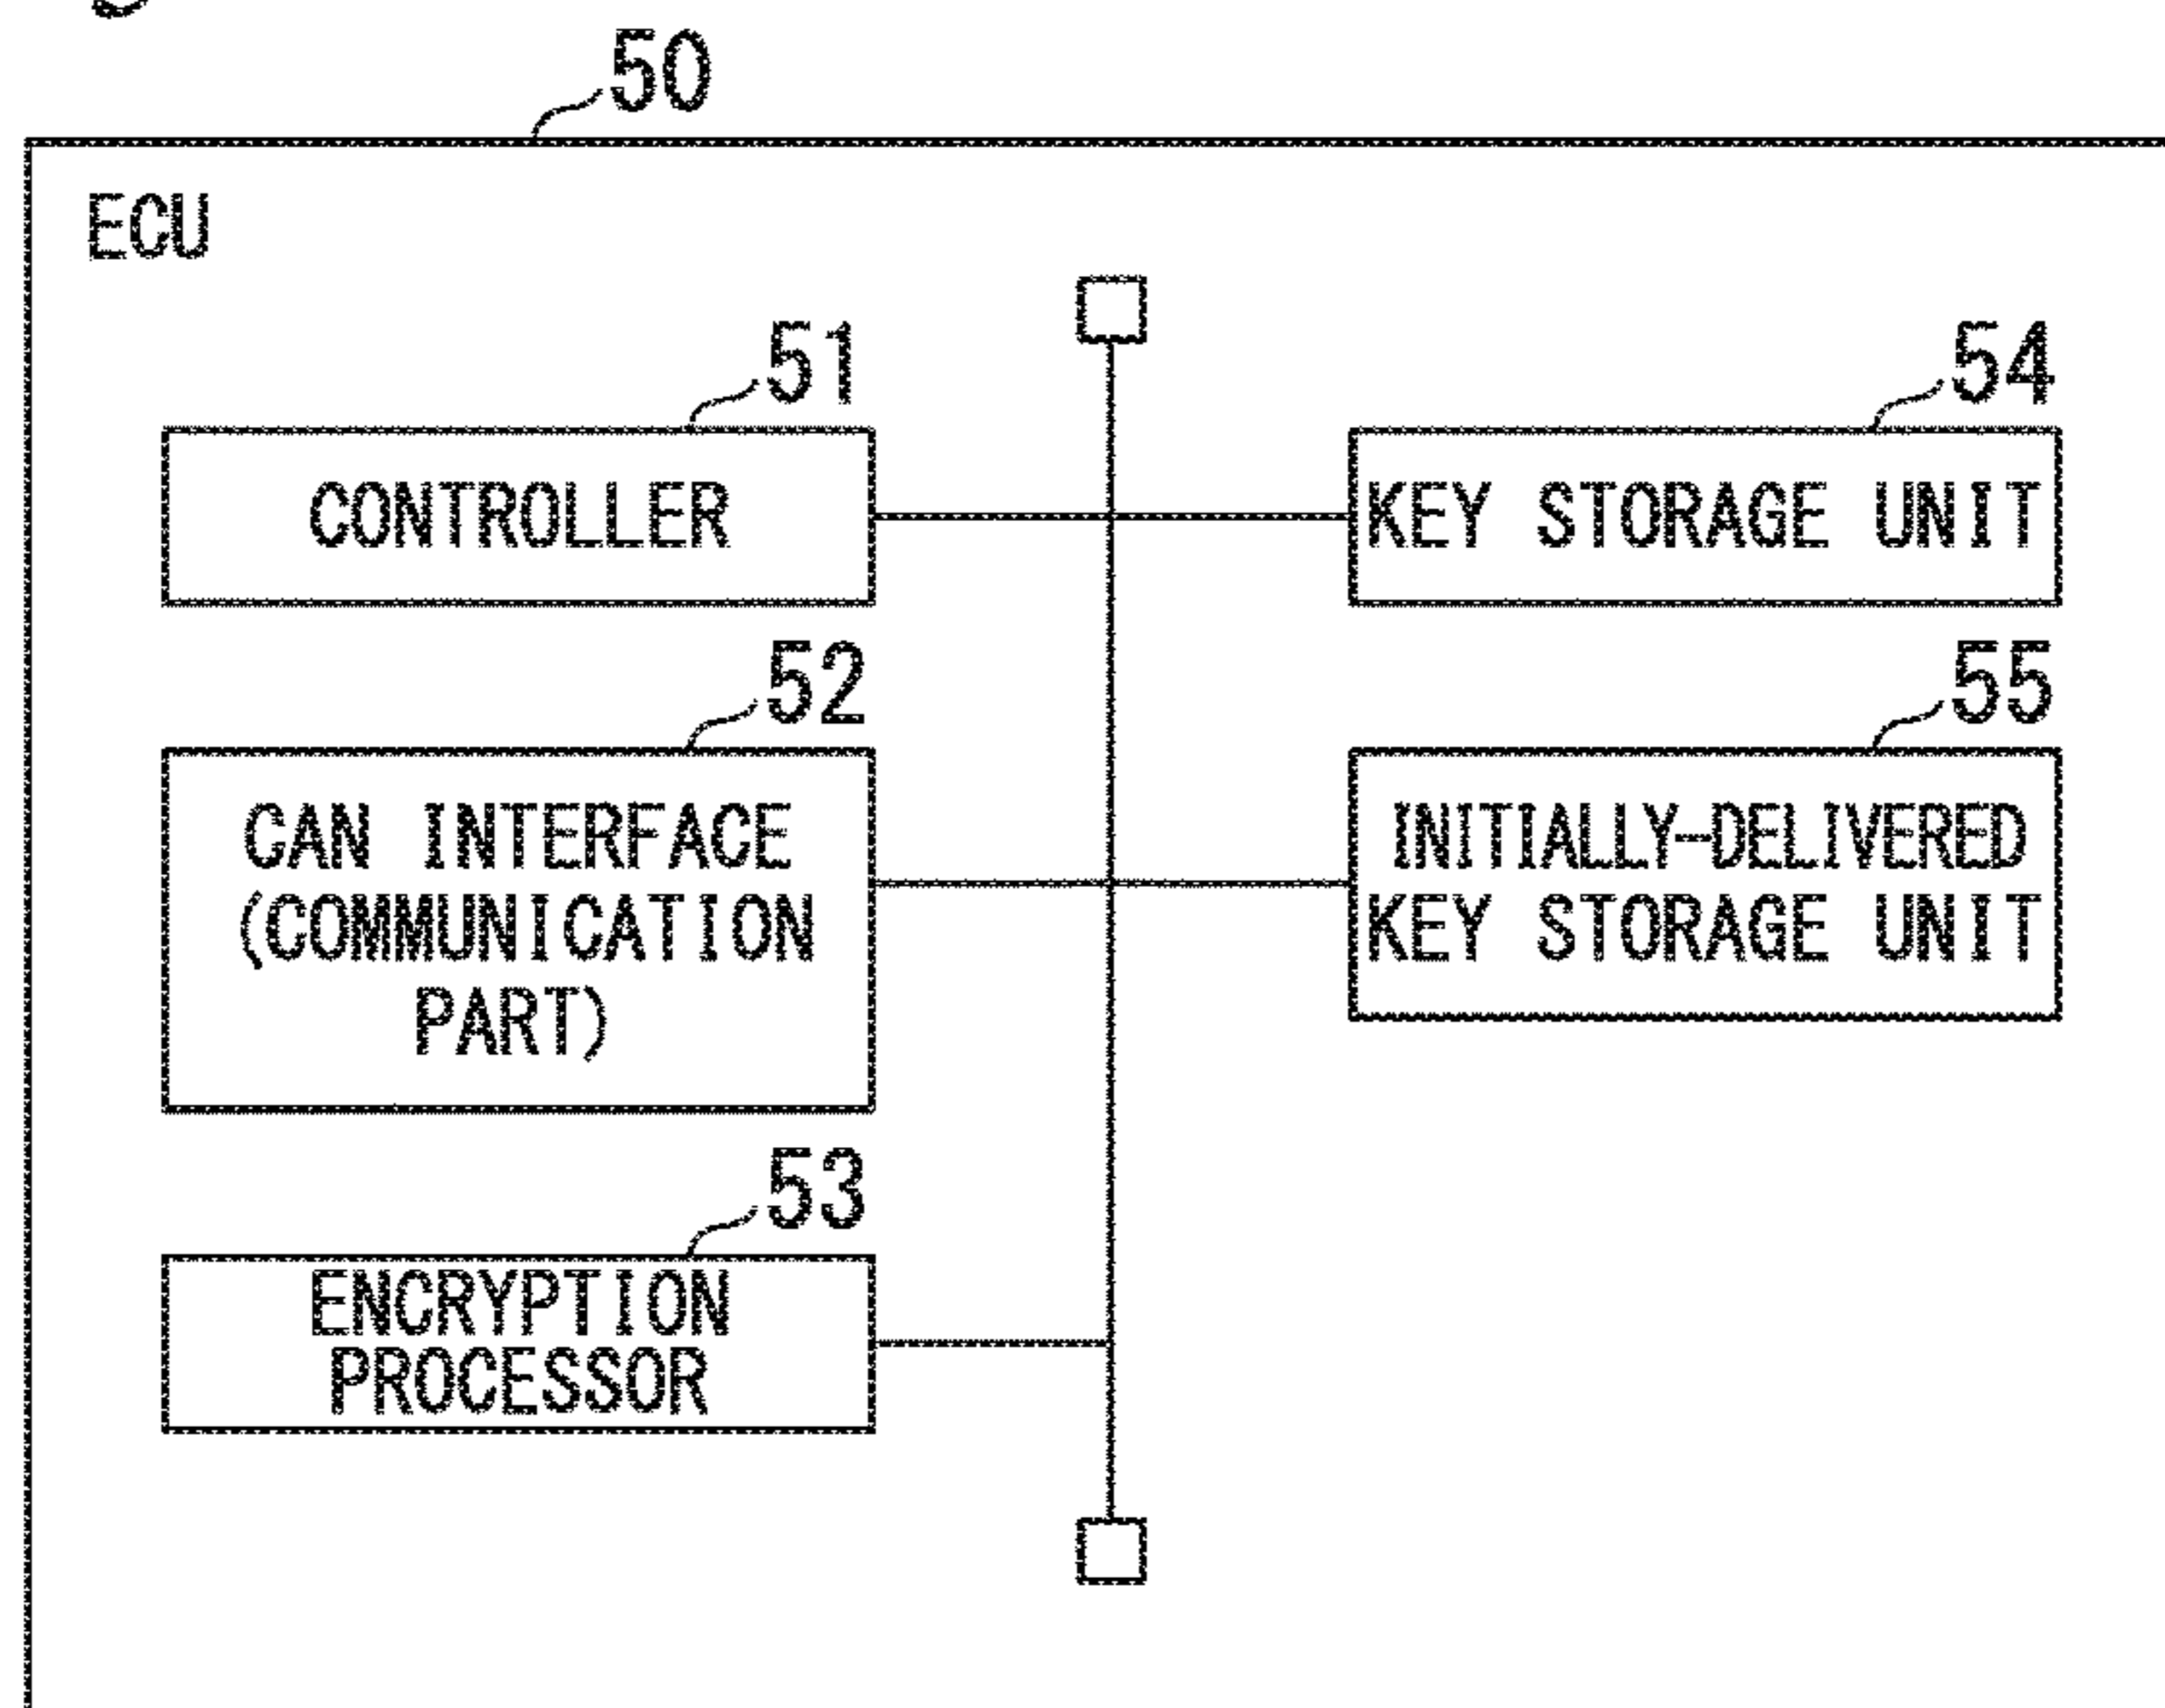 50
ECU
51
CONTROLLER
54
KEY STORAGE UNIT
52
CAN INTERFACE
(COMMUNICATION
PART)
55
INITIALLY-DELIVERED
KEY STORAGE UNIT
53
ENCRYPTION
PROCESSOR